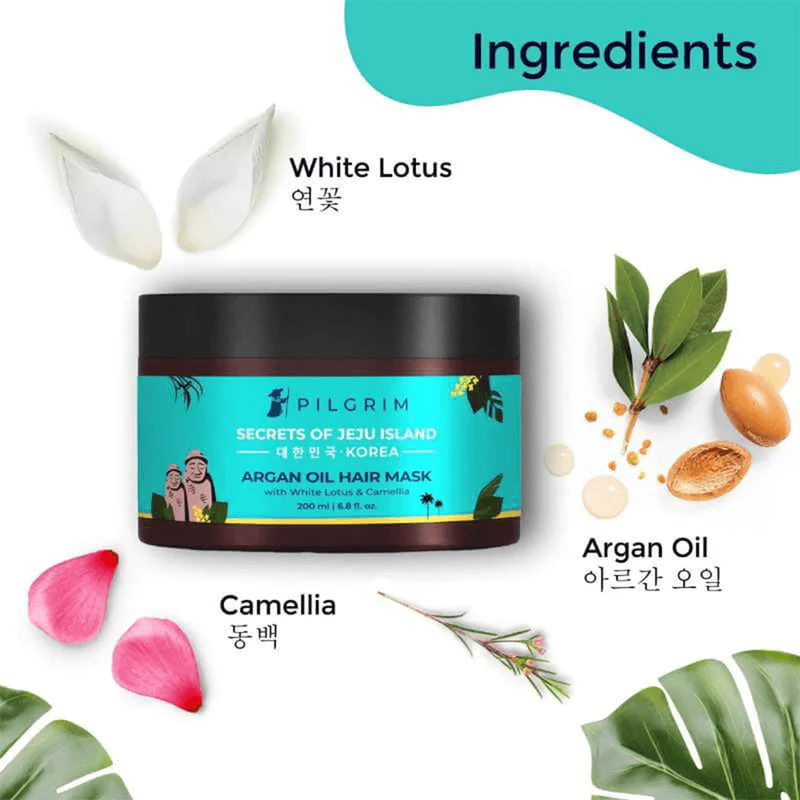 Ingredients
White Lotus
연꽃
PILGRIM
SECRETS OF JEJU ISLAND
대한민국·KOREA
ARGAN OIL HAIR MASK
with White Lotus & Camellia
200 ml | 6.8 fl. oz.
Argan Oil
아르간 오일
Camellia
동백